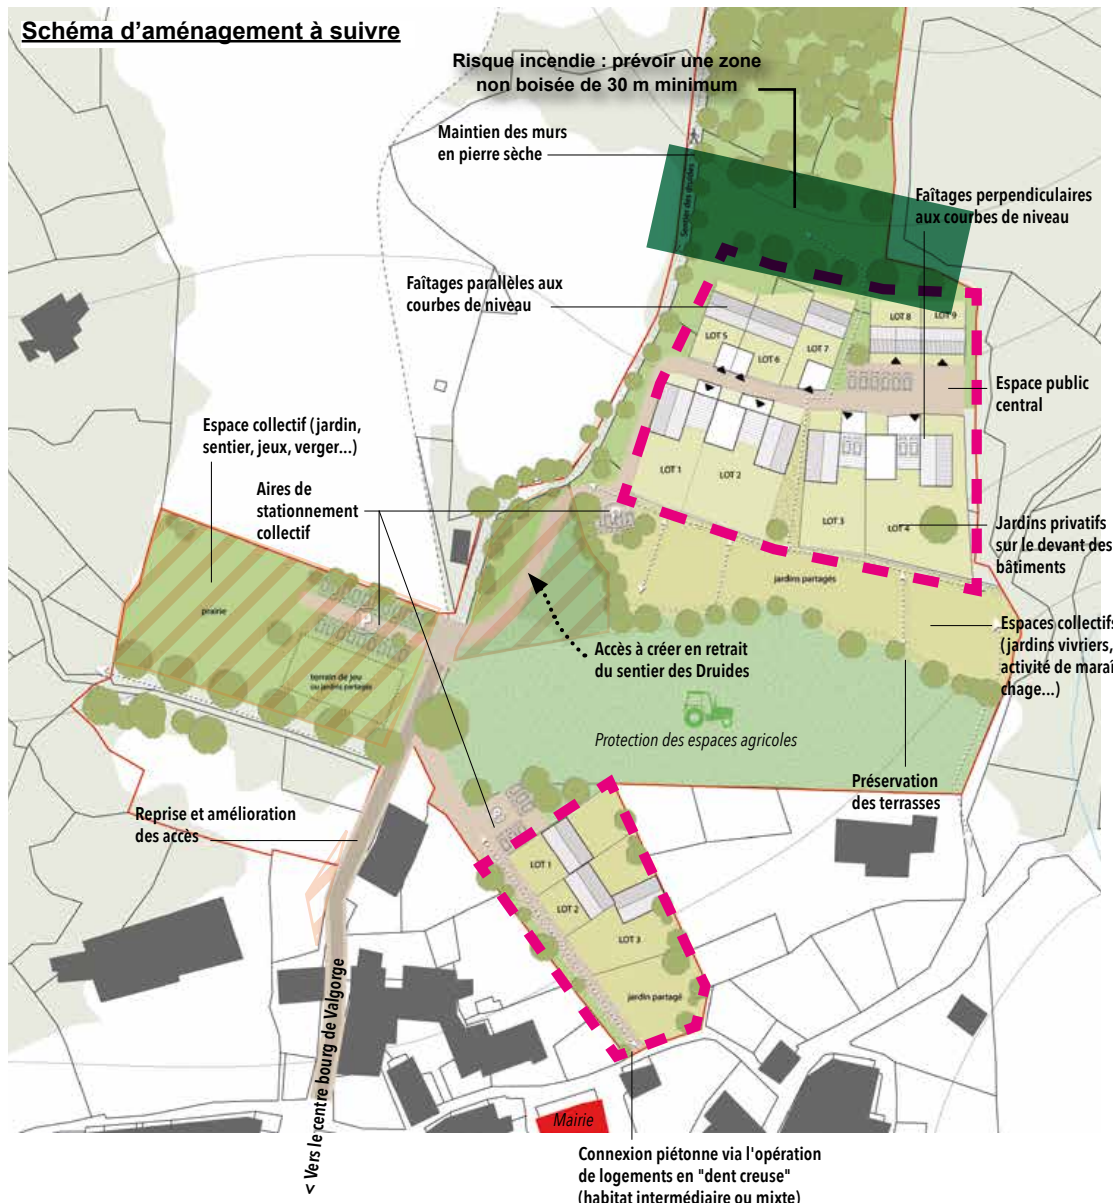 Schéma d'aménagement à suivre
Risque incendie : prévoir une zone
non boisée de 30 m minimum
Maintien des murs
en pierre sèche
Sentier des druides
Faîtages perpendiculaires
aux courbes de niveau
Faîtages parallèles aux
courbes de niveau
LOT 8
LOT 9
LOT 5
LOT 6
LOT 7
Espace public
central
Espace collectif (jardin,
sentier, jeux, verger...)
Aires de
stationnement
collectif
LOT 1
LOT 2
LOT 3
LOT 4
Jardins privatifs
sur le devant des
bâtiments
jardins partagés
prairie
P
terrain de jeu
ou jardins partagés
Accès à créer en retrait
du sentier des Druides
Espaces collectifs
(jardins vivriers,
activité de maraî
chage...)
Protection des espaces agricoles
Préservation
des terrasses
Reprise et amélioration
des accès
P
LOT 1
LOT 2
LOT 3
jardin partagé
< Vers le centre bourg de Valgorge
Mairie
Connexion piétonne via l'opération
de logements en "dent creuse"
(habitat intermédiaire ou mixte)